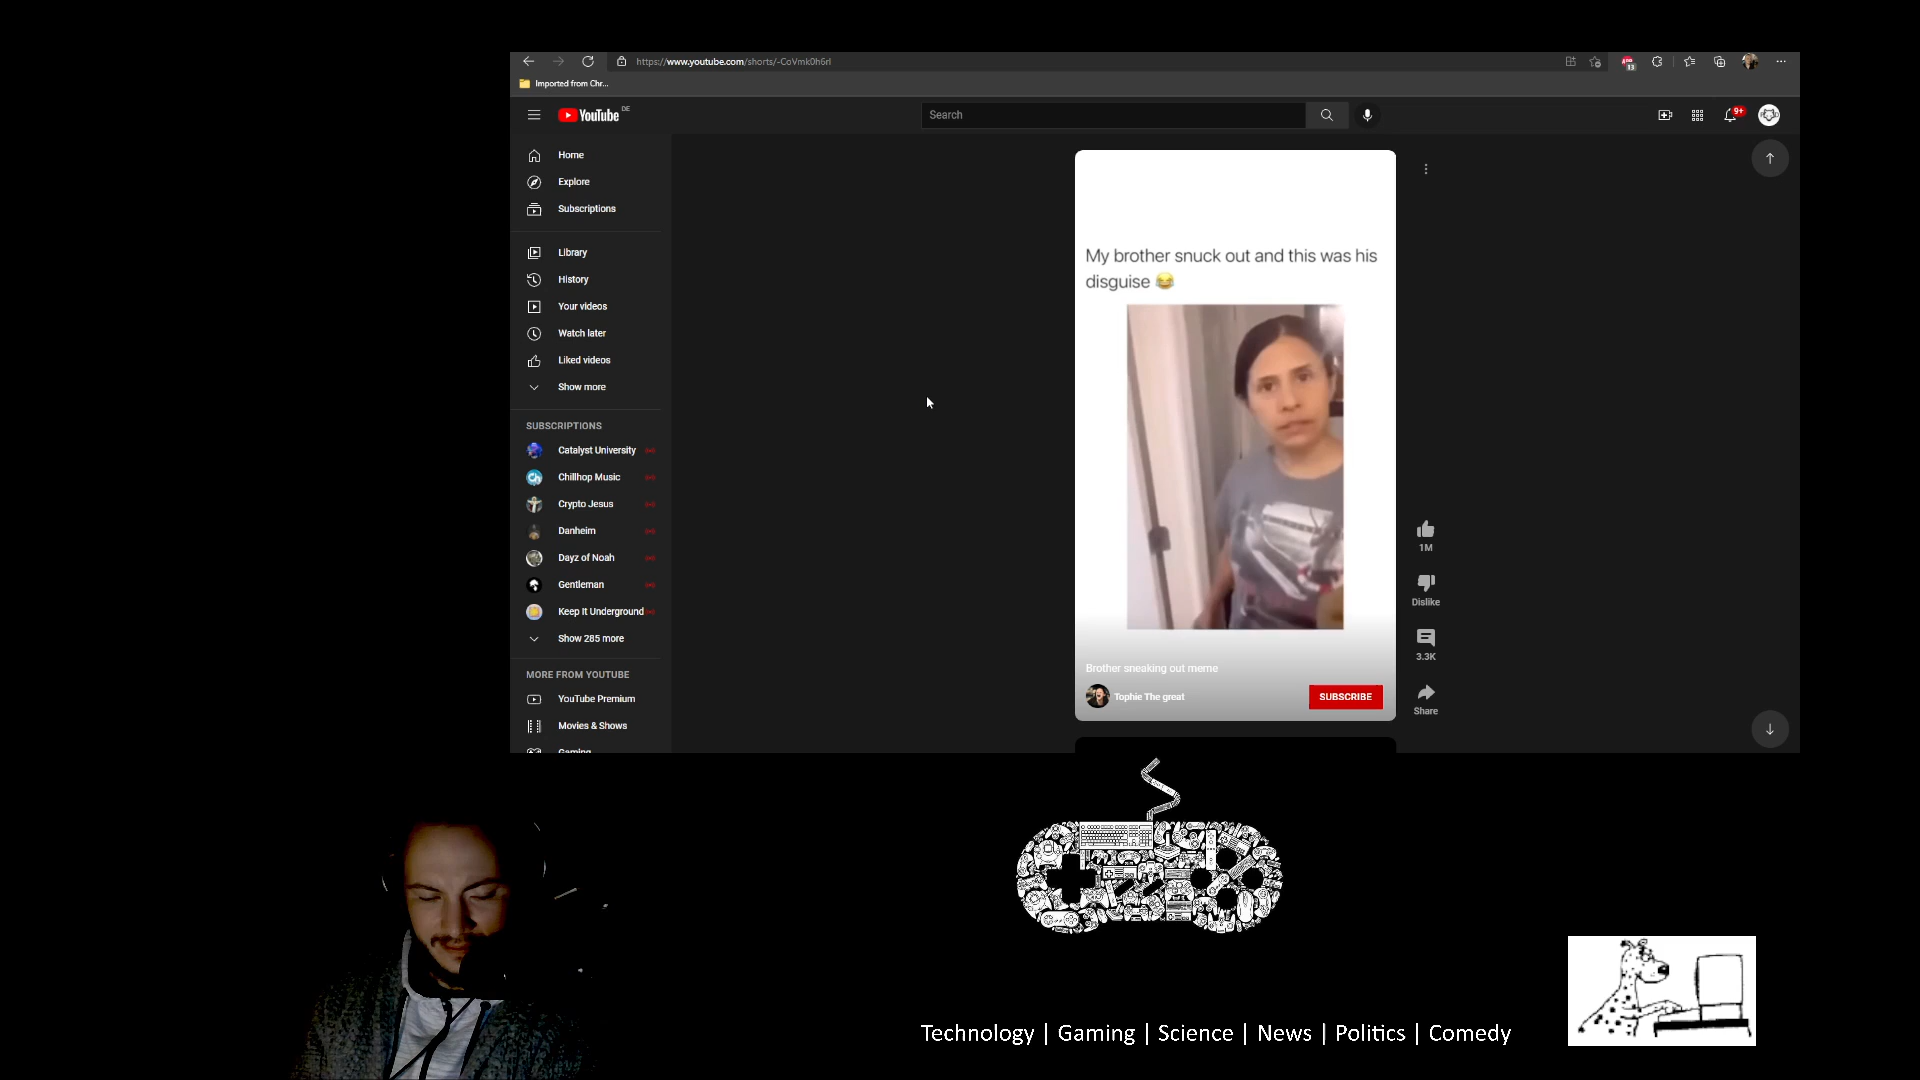 https://www.youtube.com/shorts/-CoVmk0h6rI
Imported from Chr...
YouTube DE
Search
9+
Home
Explore
Subscriptions
Library
History
Your videos
Watch later
Liked videos
Show more
SUBSCRIPTIONS
Catalyst University
Chillhop Music
Crypto Jesus
Danheim
Dayz of Noah
Gentleman
Keep It Underground
Show 285 more
MORE FROM YOUTUBE
YouTube Premium
Movies & Shows
Gaming
My brother snuck out and this was his
disguise 😂
Brother sneaking out meme
Tophie The great
SUBSCRIBE
1M
Dislike
3.3K
Share
Technology | Gaming | Science | News | Politics | Comedy